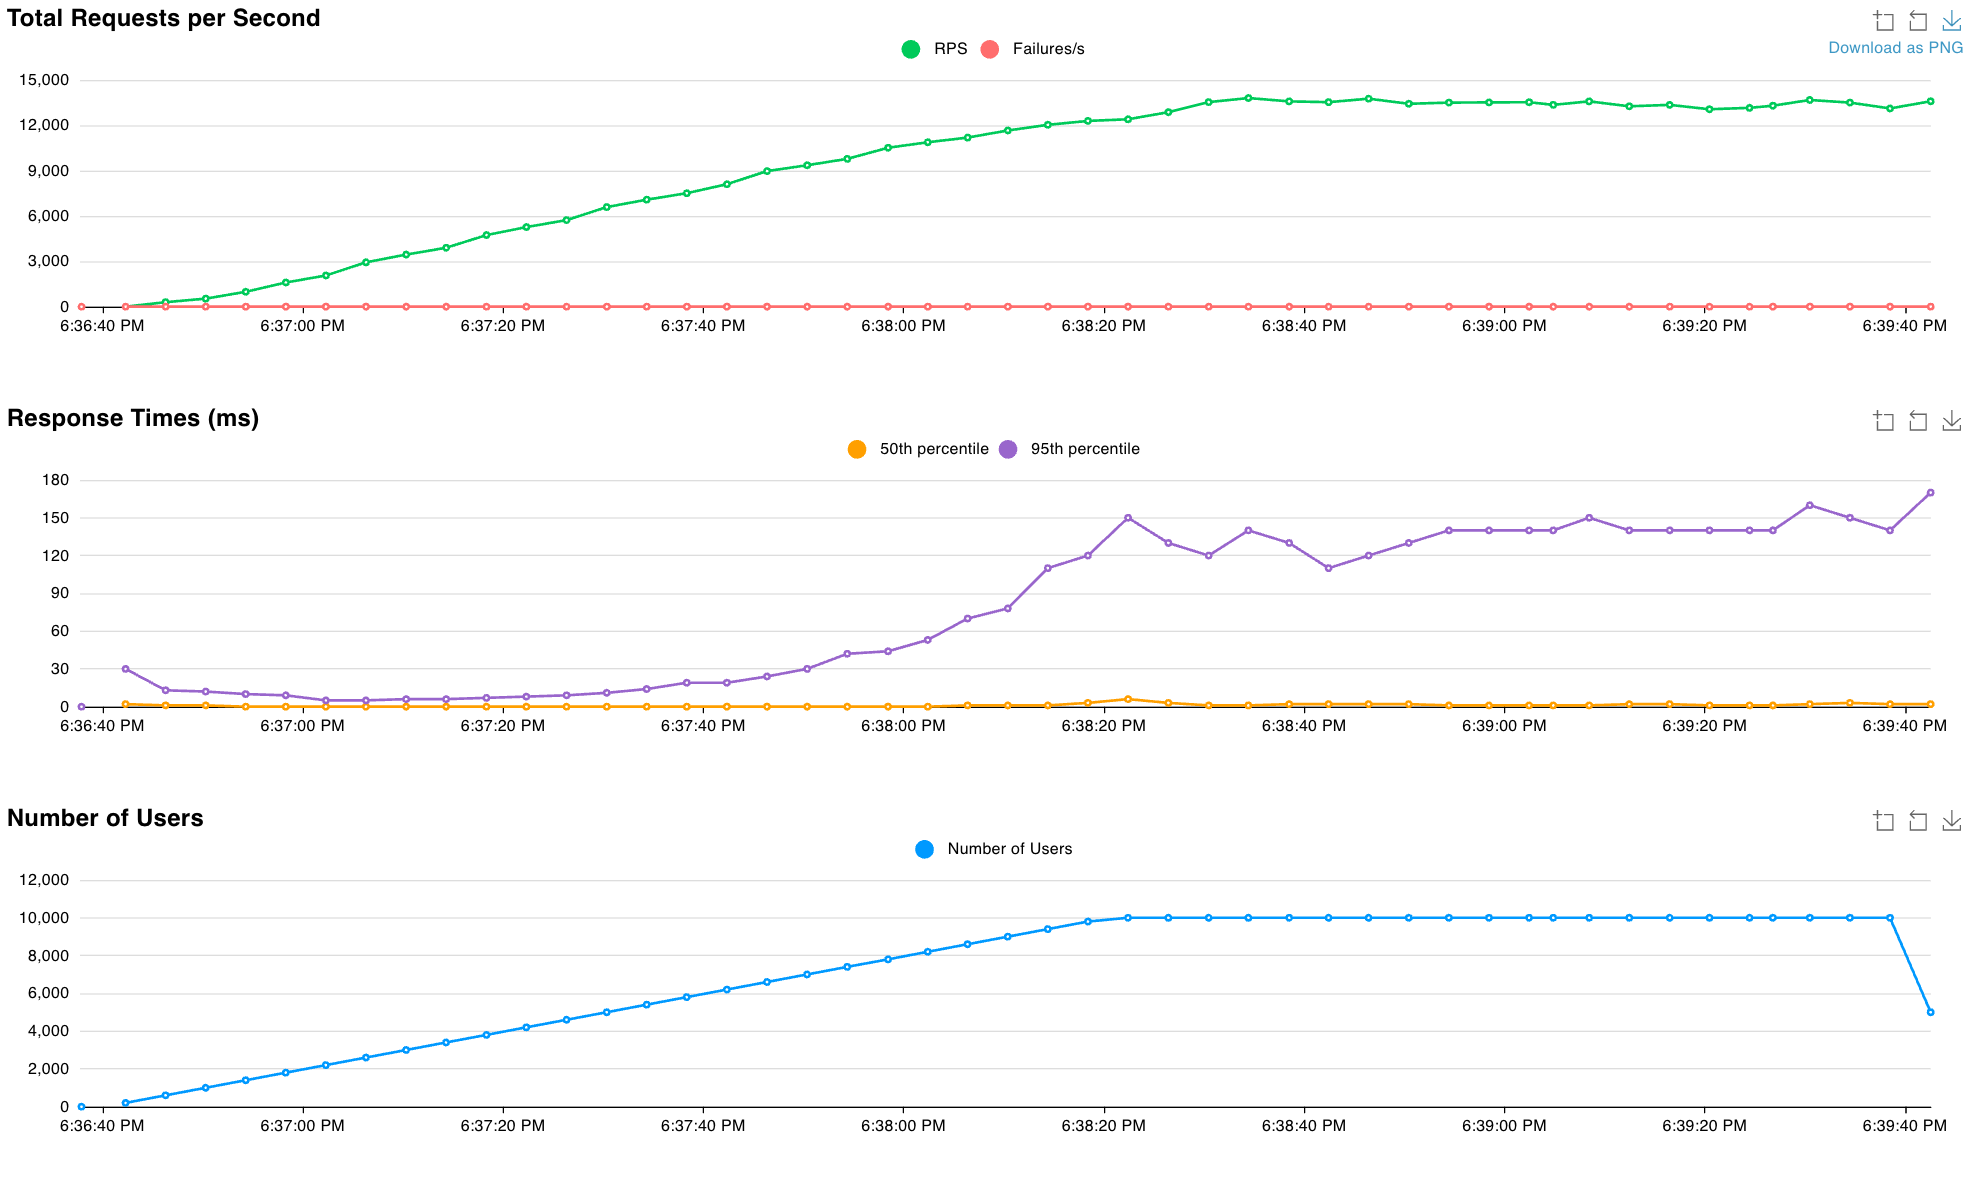 Total Requests per Second
RPS Failures/s
Download as PNG
15,000
12,000
9,000
6,000
3,000
0
6:36:40 PM 6:37:00 PM 6:37:20 PM 6:37:40 PM 6:38:00 PM 6:38:20 PM 6:38:40 PM 6:39:00 PM 6:39:20 PM 6:39:40 PM
Response Times (ms)
50th percentile 95th percentile
180
150
120
90
60
30
0
6:36:40 PM 6:37:00 PM 6:37:20 PM 6:37:40 PM 6:38:00 PM 6:38:20 PM 6:38:40 PM 6:39:00 PM 6:39:20 PM 6:39:40 PM
Number of Users
Number of Users
12,000
10,000
8,000
6,000
4,000
2,000
0
6:36:40 PM 6:37:00 PM 6:37:20 PM 6:37:40 PM 6:38:00 PM 6:38:20 PM 6:38:40 PM 6:39:00 PM 6:39:20 PM 6:39:40 PM